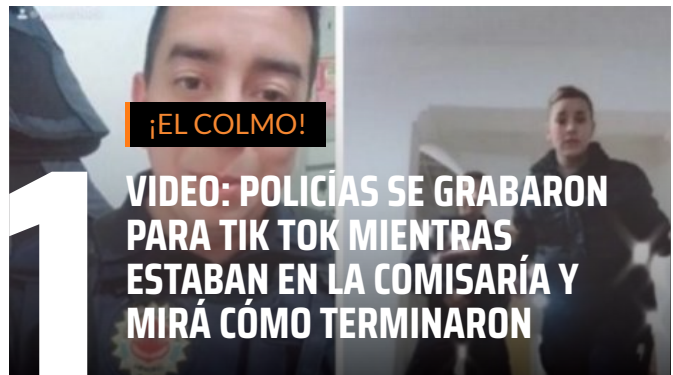 ¡EL COLMO!
1
VIDEO: POLICÍAS SE GRABARON
PARA TIK TOK MIENTRAS
ESTABAN EN LA COMISARÍA Y
MIRÁ CÓMO TERMINARON